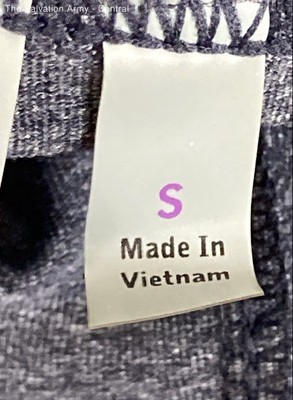 The Salvation Army - Central
S
Made In
Vietnam